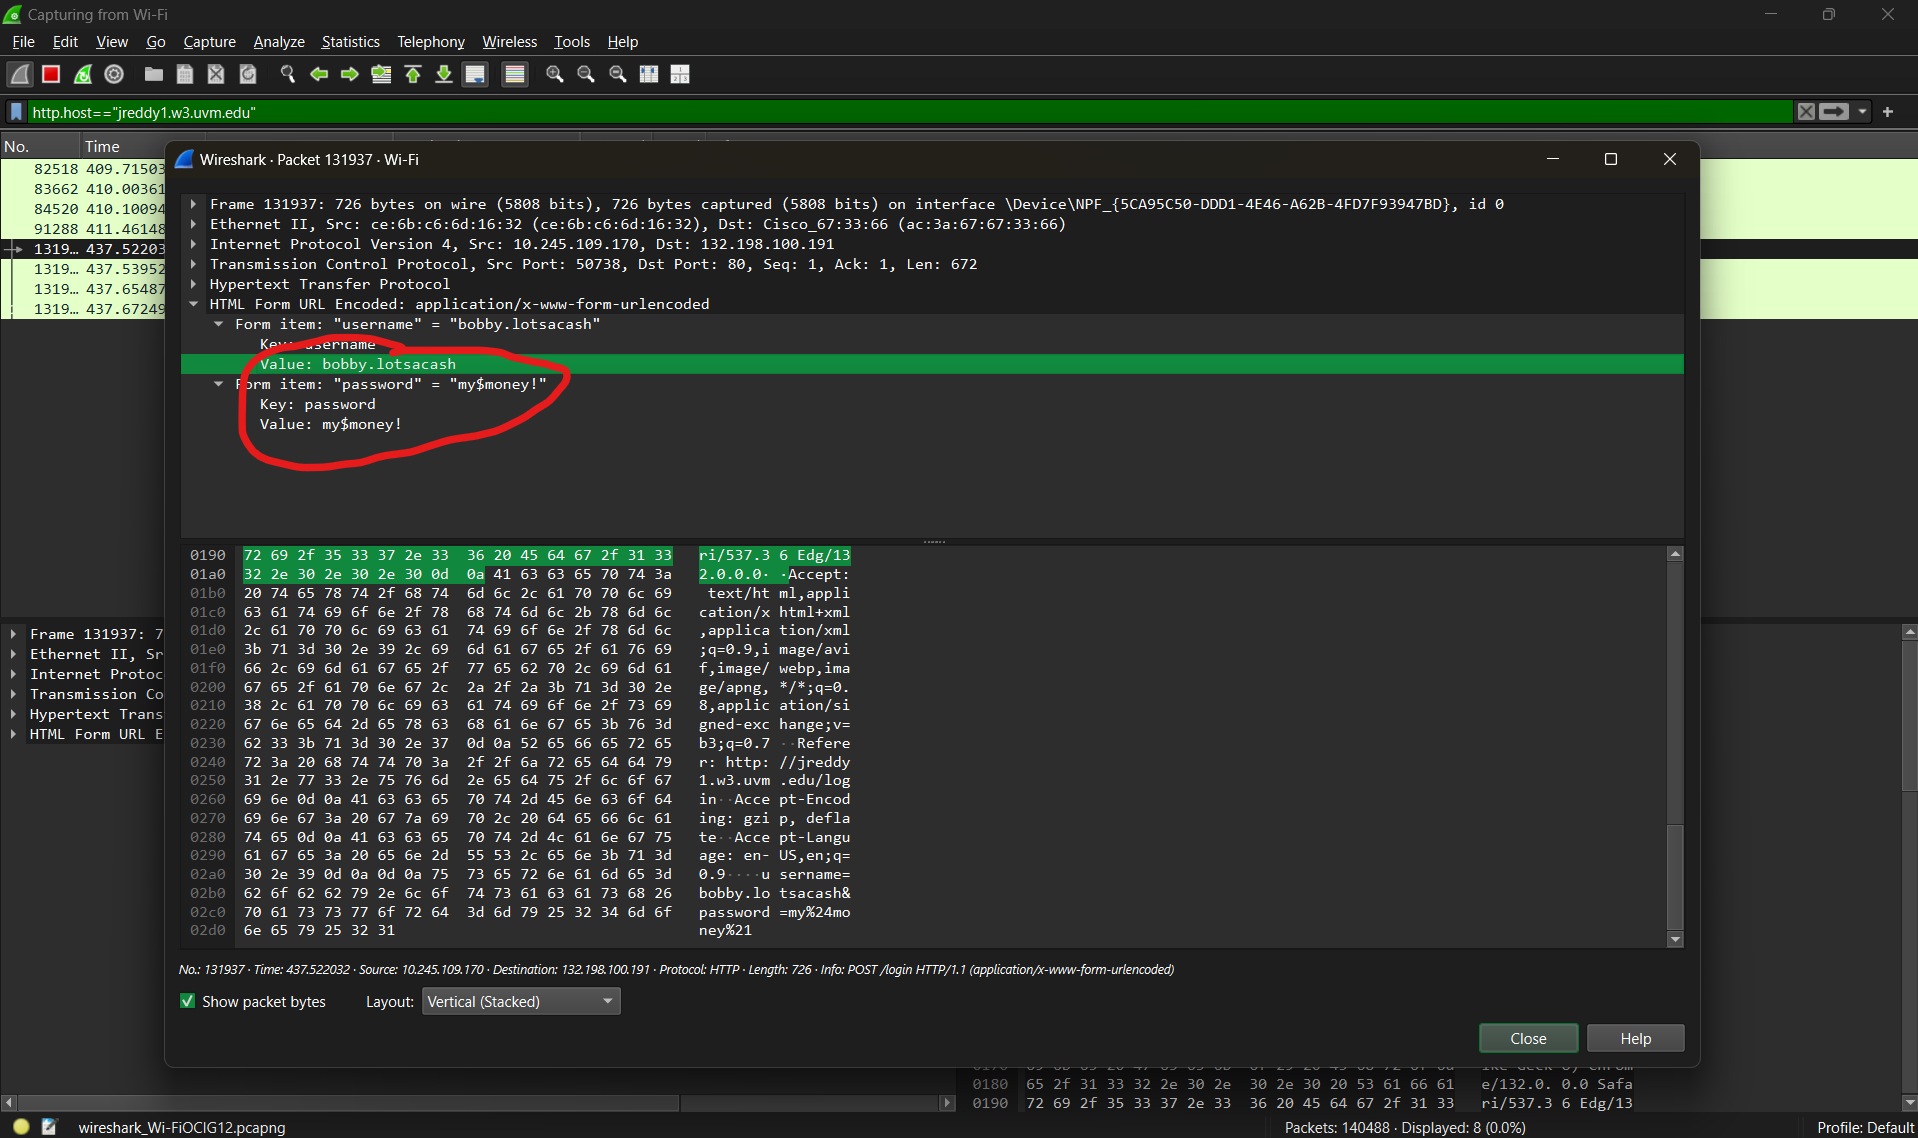 Capturing from Wi-Fi
File Edit View Go Capture Analyze Statistics Telephony Wireless Tools Help
http.host=="jreddy1.w3.uvm.edu"
No. Time
82518 409.71503
83662 410.00361
84520 410.10094
91288 411.46148
1319… 437.52203
1319… 437.53952
1319… 437.65487
1319… 437.67249
Wireshark · Packet 131937 · Wi-Fi
Frame 131937: 726 bytes on wire (5808 bits), 726 bytes captured (5808 bits) on interface \Device\NPF_{5CA95C50-DDD1-4E46-A62B-4FD7F93947BD}, id 0
Ethernet II, Src: ce:6b:c6:6d:16:32 (ce:6b:c6:6d:16:32), Dst: Cisco_67:33:66 (ac:3a:67:67:33:66)
Internet Protocol Version 4, Src: 10.245.109.170, Dst: 132.198.100.191
Transmission Control Protocol, Src Port: 50738, Dst Port: 80, Seq: 1, Ack: 1, Len: 672
Hypertext Transfer Protocol
HTML Form URL Encoded: application/x-www-form-urlencoded
Form item: "username" = "bobby.lotsacash"
Key: username
Value: bobby.lotsacash
Form item: "password" = "my$money!"
Key: password
Value: my$money!
0190 72 69 2f 35 33 37 2e 33 36 20 45 64 67 2f 31 33 ri/537.3 6 Edg/13
01a0 32 2e 30 2e 30 2e 30 0d 0a 41 63 63 65 70 74 3a 2.0.0.0· ·Accept:
01b0 20 74 65 78 74 2f 68 74 6d 6c 2c 61 70 70 6c 69 text/ht ml,appli
01c0 63 61 74 69 6f 6e 2f 78 68 74 6d 6c 2b 78 6d 6c cation/x html+xml
01d0 2c 61 70 70 6c 69 63 61 74 69 6f 6e 2f 78 6d 6c ,applica tion/xml
01e0 3b 71 3d 30 2e 39 2c 69 6d 61 67 65 2f 61 76 69 ;q=0.9,i mage/avi
01f0 66 2c 69 6d 61 67 65 2f 77 65 62 70 2c 69 6d 61 f,image/ webp,ima
0200 67 65 2f 61 70 6e 67 2c 2a 2f 2a 3b 71 3d 30 2e ge/apng, */*;q=0.
0210 38 2c 61 70 70 6c 69 63 61 74 69 6f 6e 2f 73 69 8,applic ation/si
0220 67 6e 65 64 2d 65 78 63 68 61 6e 67 65 3b 76 3d gned-exc hange;v=
0230 62 33 3b 71 3d 30 2e 37 0d 0a 52 65 66 65 72 65 b3;q=0.7 ··Refere
0240 72 3a 20 68 74 74 70 3a 2f 2f 6a 72 65 64 64 79 r: http: //jreddy
0250 31 2e 77 33 2e 75 76 6d 2e 65 64 75 2f 6c 6f 67 1.w3.uvm .edu/log
0260 69 6e 0d 0a 41 63 63 65 70 74 2d 45 6e 63 6f 64 in··Acce pt-Encod
0270 69 6e 67 3a 20 67 7a 69 70 2c 20 64 65 66 6c 61 ing: gzi p, defla
0280 74 65 0d 0a 41 63 63 65 70 74 2d 4c 61 6e 67 75 te··Acce pt-Langu
0290 61 67 65 3a 20 65 6e 2d 55 53 2c 65 6e 3b 71 3d age: en- US,en;q=
02a0 30 2e 39 0d 0a 0d 0a 75 73 65 72 6e 61 6d 65 3d 0.9····u sername=
02b0 62 6f 62 62 79 2e 6c 6f 74 73 61 63 61 73 68 26 bobby.lo tsacash&
02c0 70 61 73 73 77 6f 72 64 3d 6d 79 25 32 34 6d 6f password =my%24mo
02d0 6e 65 79 25 32 31 ney%21
No.: 131937 · Time: 437.522032 · Source: 10.245.109.170 · Destination: 132.198.100.191 · Protocol: HTTP · Length: 726 · Info: POST /login HTTP/1.1 (application/x-www-form-urlencoded)
Show packet bytes Layout: Vertical (Stacked)
Close Help
Frame 131937: 7
Ethernet II, Sr
Internet Protoc
Transmission Co
Hypertext Trans
HTML Form URL E
0180 65 2f 31 33 32 2e 30 2e 30 2e 30 20 53 61 66 61 e/132.0. 0.0 Safa
0190 72 69 2f 35 33 37 2e 33 36 20 45 64 67 2f 31 33 ri/537.3 6 Edg/13
wireshark_Wi-FiOCIG12.pcapng Packets: 140488 · Displayed: 8 (0.0%) Profile: Default